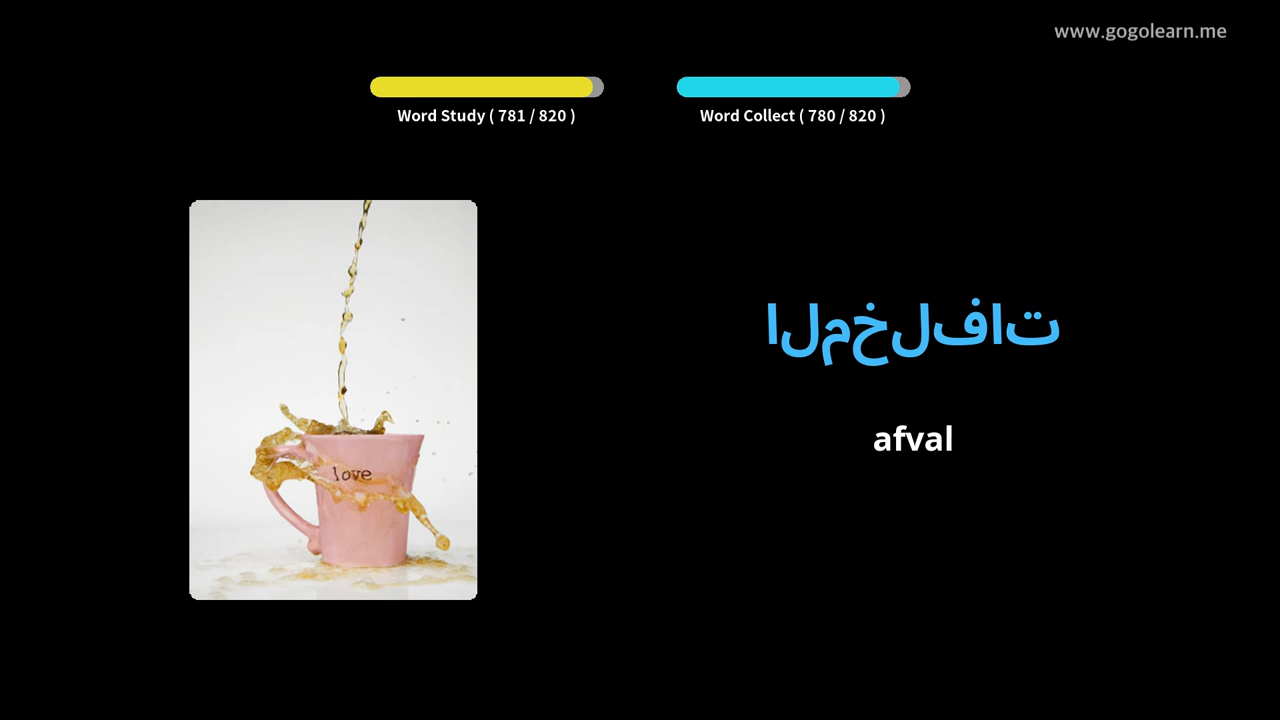 www.gogolearn.me
Word Study ( 781 / 820 )
Word Collect ( 780 / 820 )
المخلفات
love
afval